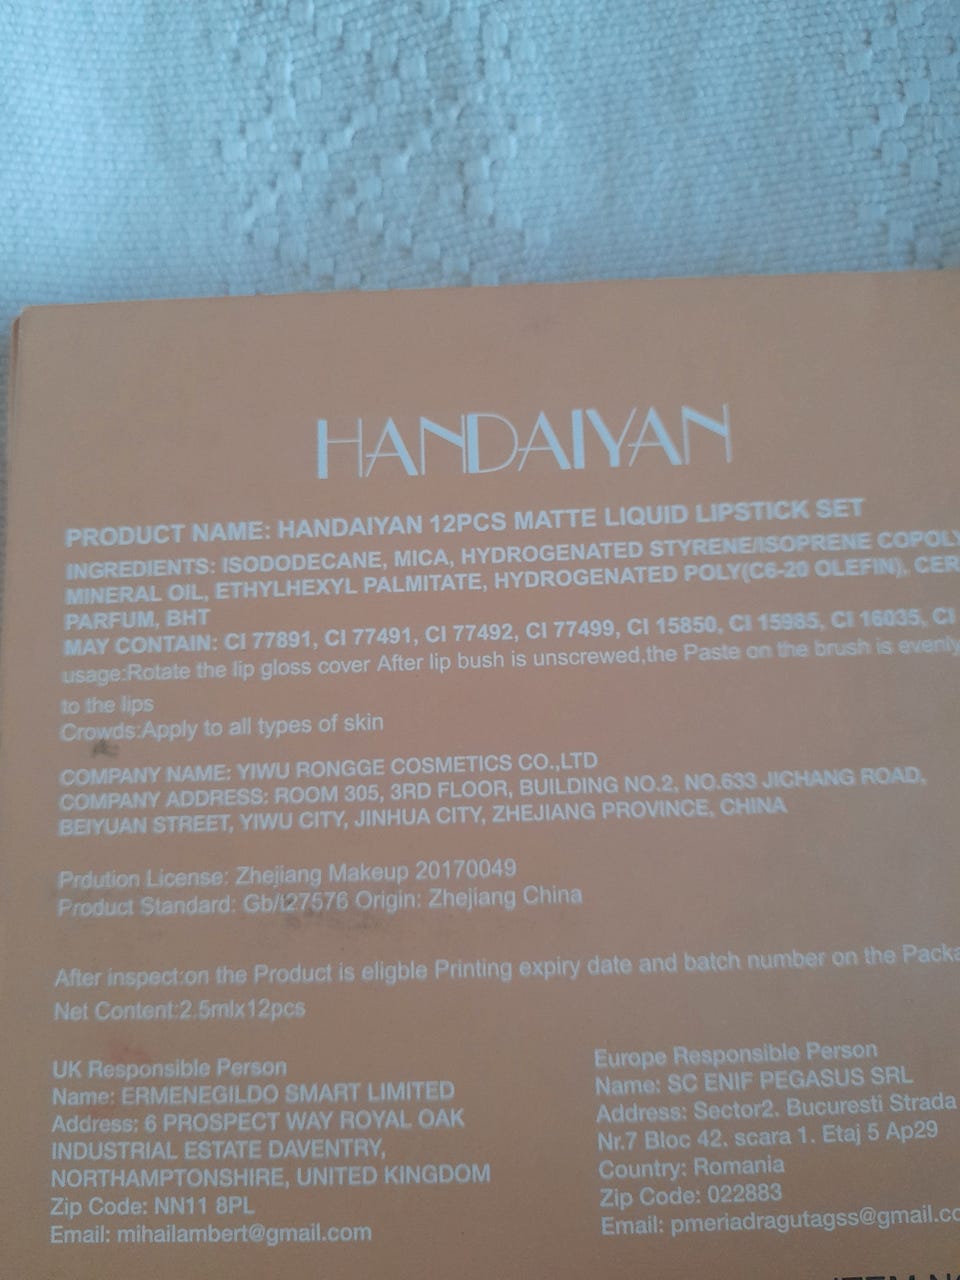 HANDAIYAN
PRODUCT NAME: HANDAIYAN 12PCS MATTE LIQUID LIPSTICK SET
INGREDIENTS: ISODODECANE, MICA, HYDROGENATED STYRENE/ISOPRENE COPOLY
MINERAL OIL, ETHYLHEXYL PALMITATE, HYDROGENATED POLY(C6-20 OLEFIN), CER
PARFUM, BHT
MAY CONTAIN: CI 77891, CI 77491, CI 77492, CI 77499, CI 15850, CI 15985, CI 16035, CI
usage:Rotate the lip gloss cover After lip bush is unscrewed,the Paste on the brush is evenly
to the lips
Crowds:Apply to all types of skin
COMPANY NAME: YIWU RONGGE COSMETICS CO.,LTD
COMPANY ADDRESS: ROOM 305, 3RD FLOOR, BUILDING NO.2, NO.633 JICHANG ROAD,
BEIYUAN STREET, YIWU CITY, JINHUA CITY, ZHEJIANG PROVINCE, CHINA
Prdution License: Zhejiang Makeup 20170049
Product Standard: Gb/t27576 Origin: Zhejiang China
After inspect:on the Product is eligble Printing expiry date and batch number on the Packa
Net Content:2.5mlx12pcs
UK Responsible Person
Name: ERMENEGILDO SMART LIMITED
Address: 6 PROSPECT WAY ROYAL OAK
INDUSTRIAL ESTATE DAVENTRY,
NORTHAMPTONSHIRE, UNITED KINGDOM
Zip Code: NN11 8PL
Email: mihailambert@gmail.com
Europe Responsible Person
Name: SC ENIF PEGASUS SRL
Address: Sector2. Bucuresti Strada
Nr.7 Bloc 42. scara 1. Etaj 5 Ap29
Country: Romania
Zip Code: 022883
Email: pmeriadragutagss@gmail.co